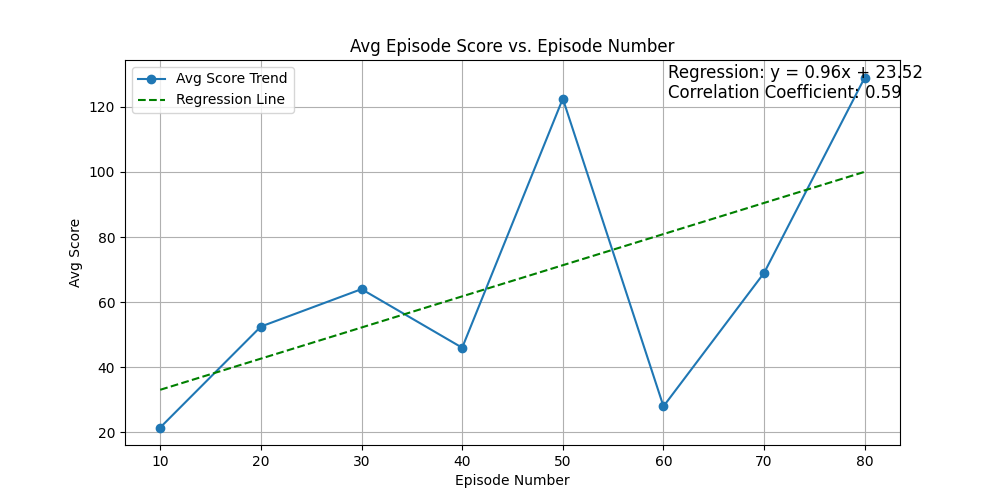 Avg Episode Score vs. Episode Number
Avg Score Trend
Regression Line
Regression: y = 0.96x + 23.52
Correlation Coefficient: 0.59
Avg Score
120
100
80
60
40
20
10 20 30 40 50 60 70 80
Episode Number